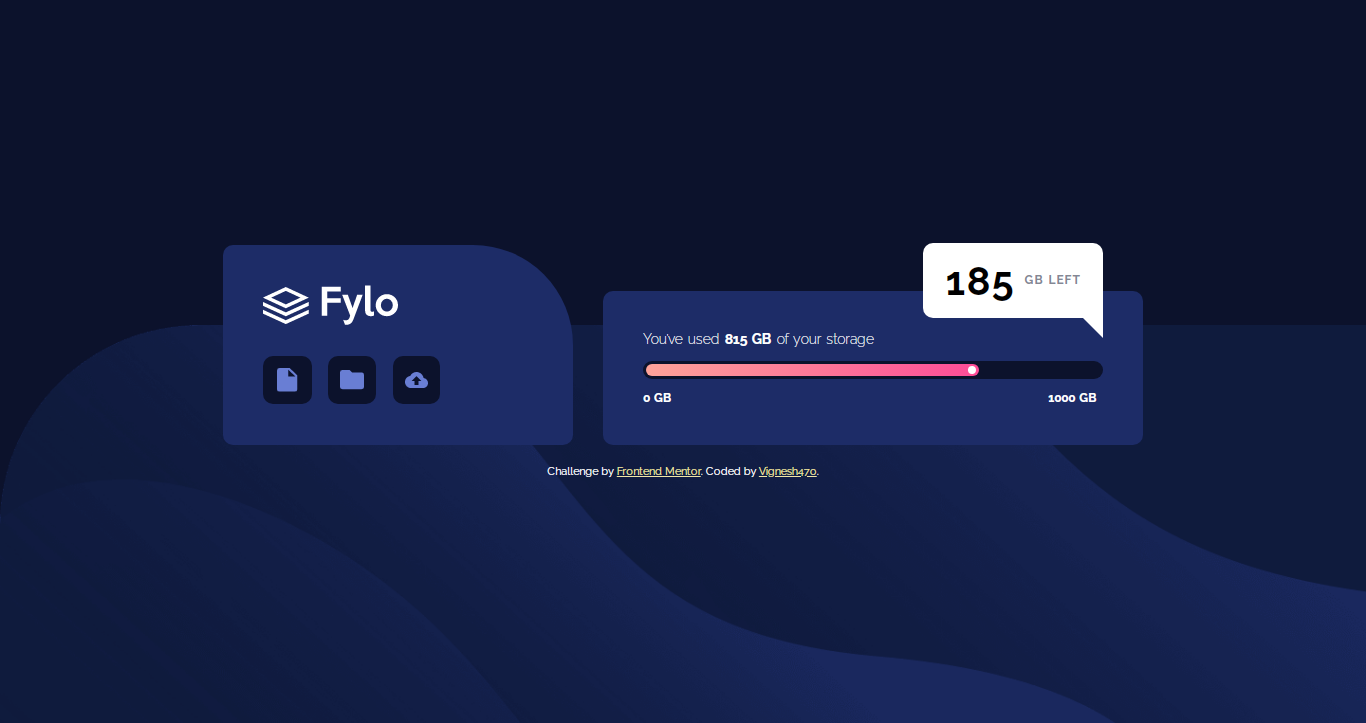 Fylo
185 GB LEFT
You've used 815 GB of your storage
0 GB 1000 GB
Challenge by Frontend Mentor. Coded by Vignesh470.